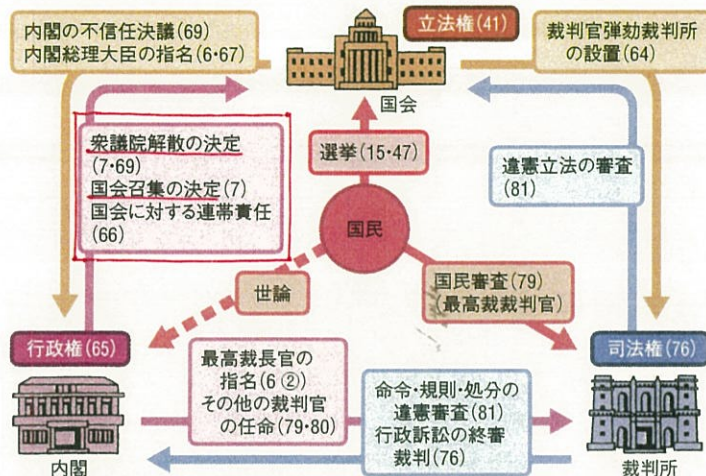 内閣の不信任決議(69)
内閣総理大臣の指名(6・67)
立法権(41)
裁判官弾劾裁判所
の設置(64)
国会
衆議院解散の決定
(7・69)
国会召集の決定(7)
国会に対する連帯責任
(66)
選挙(15・47)
違憲立法の審査
(81)
国民
世論
国民審査(79)
(最高裁裁判官)
行政権(65)
司法権(76)
最高裁長官の
指名(6②)
その他の裁判官
の任命(79・80)
命令・規則・処分の
違憲審査(81)
行政訴訟の終審
裁判(76)
内閣
裁判所